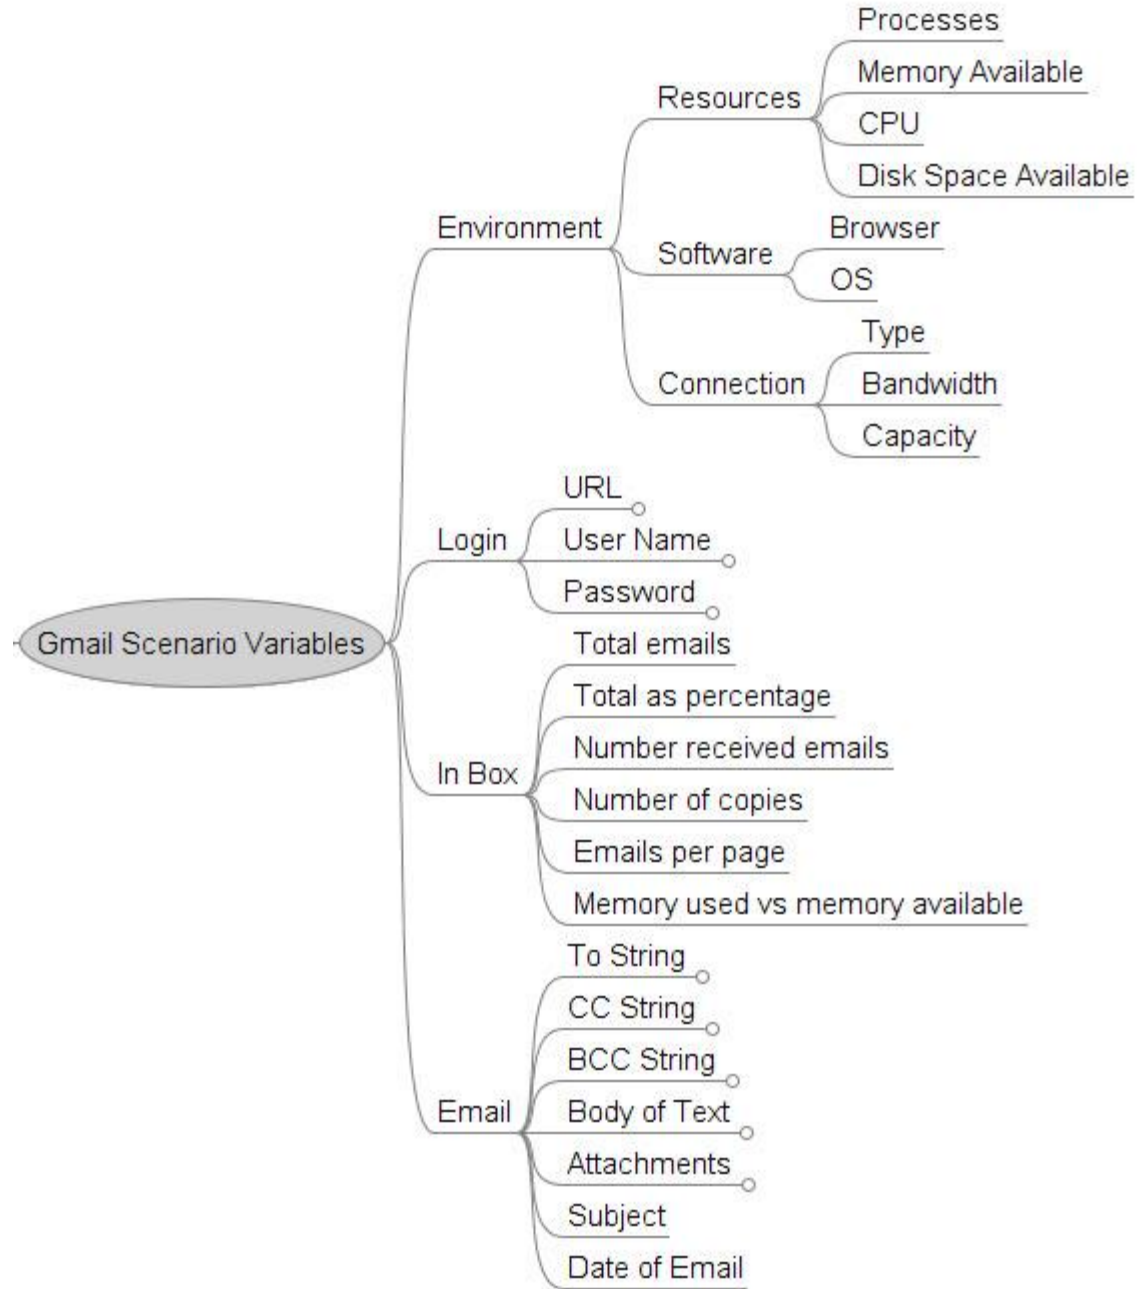 Processes
Memory Available
Resources
CPU
Disk Space Available
Environment
Browser
Software
OS
Type
Connection
Bandwidth
Capacity
URL
Login
User Name
Password
Gmail Scenario Variables
Total emails
Total as percentage
Number received emails
In Box
Number of copies
Emails per page
Memory used vs memory available
To String
CC String
BCC String
Email
Body of Text
Attachments
Subject
Date of Email